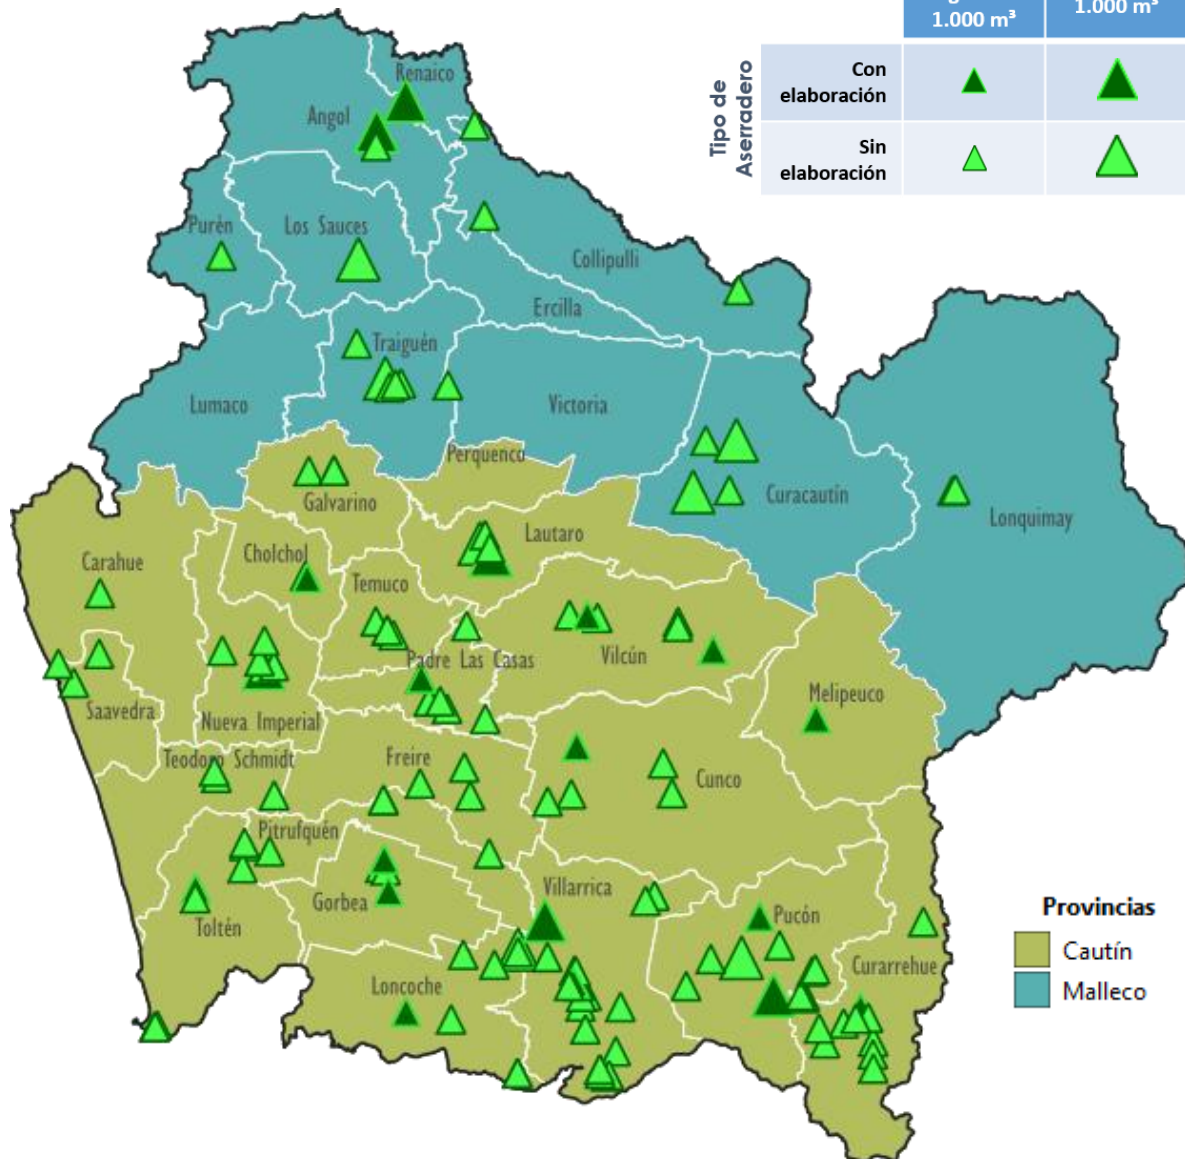 1.000 m³
1.000 m³
Tipo de
Aserradero
Con
elaboración
Sin
elaboración
Renaico
Angol
Purén
Los Sauces
Collipulli
Ercilla
Traiguén
Lumaco
Victoria
Perquenco
Curacautín
Galvarino
Lonquimay
Lautaro
Carahue
Cholchol
Temuco
Padre Las Casas
Vilcún
Melipeuco
Saavedra
Nueva Imperial
Teodoro Schmidt
Freire
Cunco
Pitrufquén
Villarrica
Gorbea
Toltén
Pucón
Curarrehue
Loncoche
Provincias
Cautín
Malleco